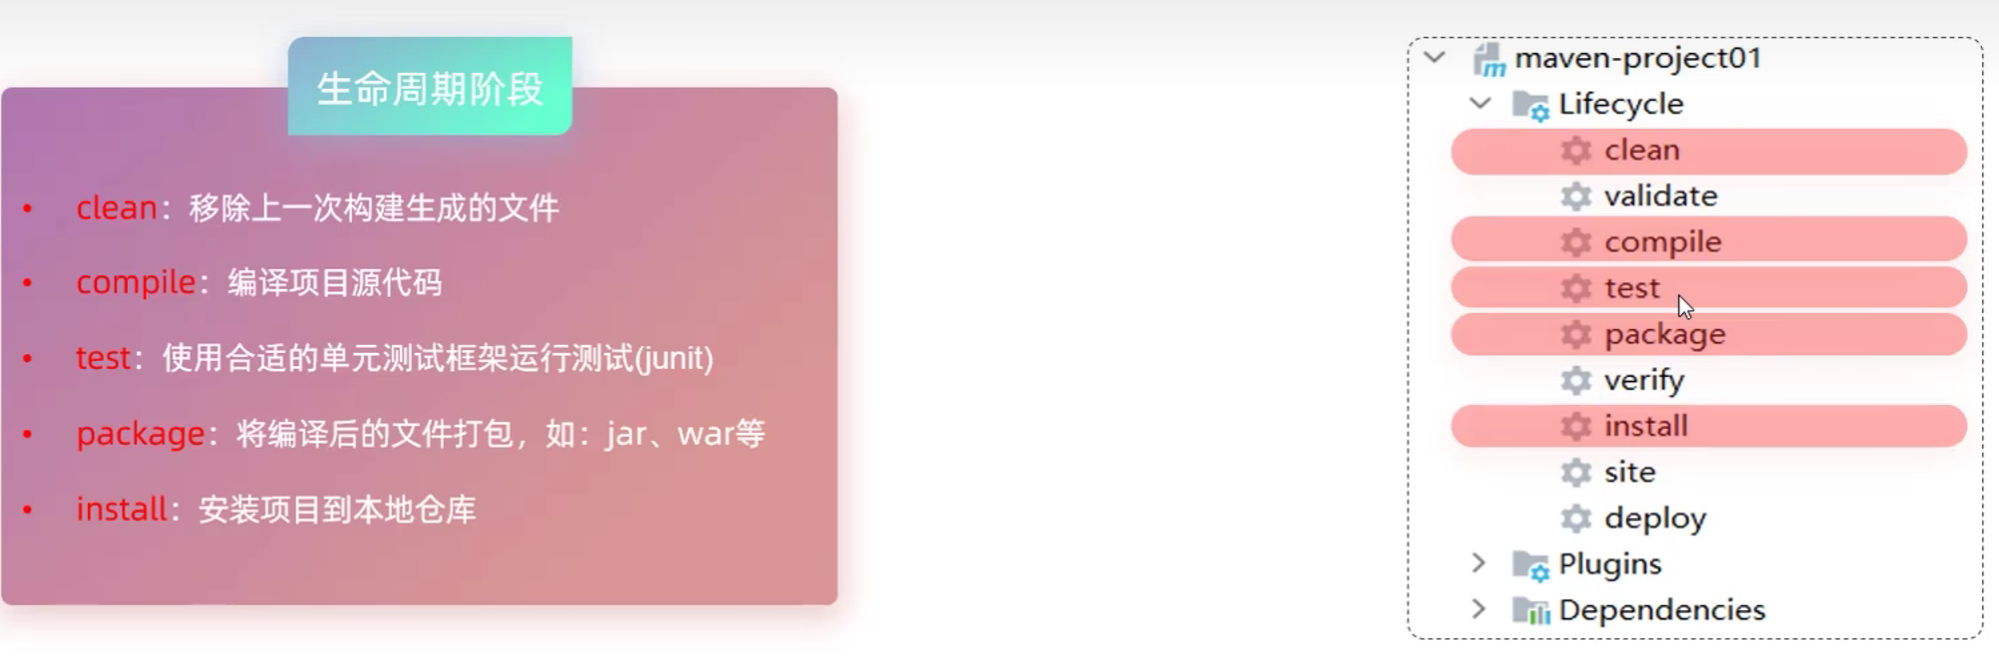 生命周期阶段
• clean：移除上一次构建生成的文件
• compile：编译项目源代码
• test：使用合适的单元测试框架运行测试(junit)
• package：将编译后的文件打包，如：jar、war等
• install：安装项目到本地仓库
maven-project01
Lifecycle
clean
validate
compile
test
package
verify
install
site
deploy
Plugins
Dependencies